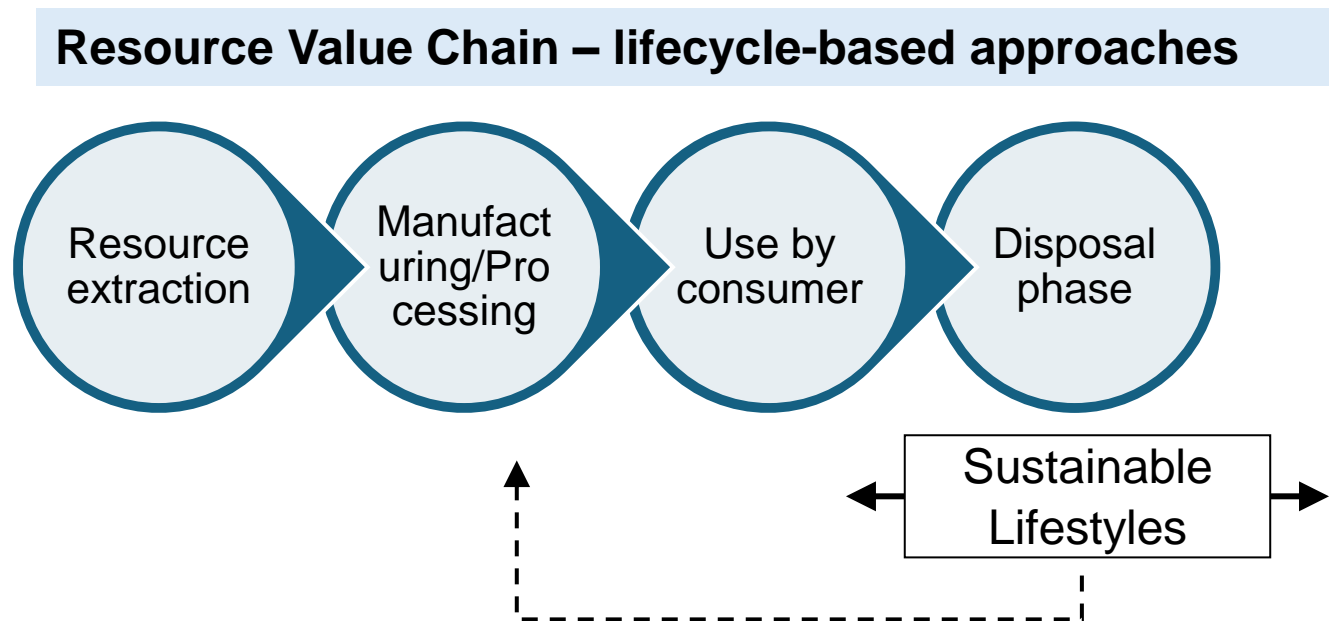 Resource Value Chain – lifecycle-based approaches
Resource
extraction
Manufact
uring/Pro
cessing
Use by
consumer
Disposal
phase
Sustainable
Lifestyles